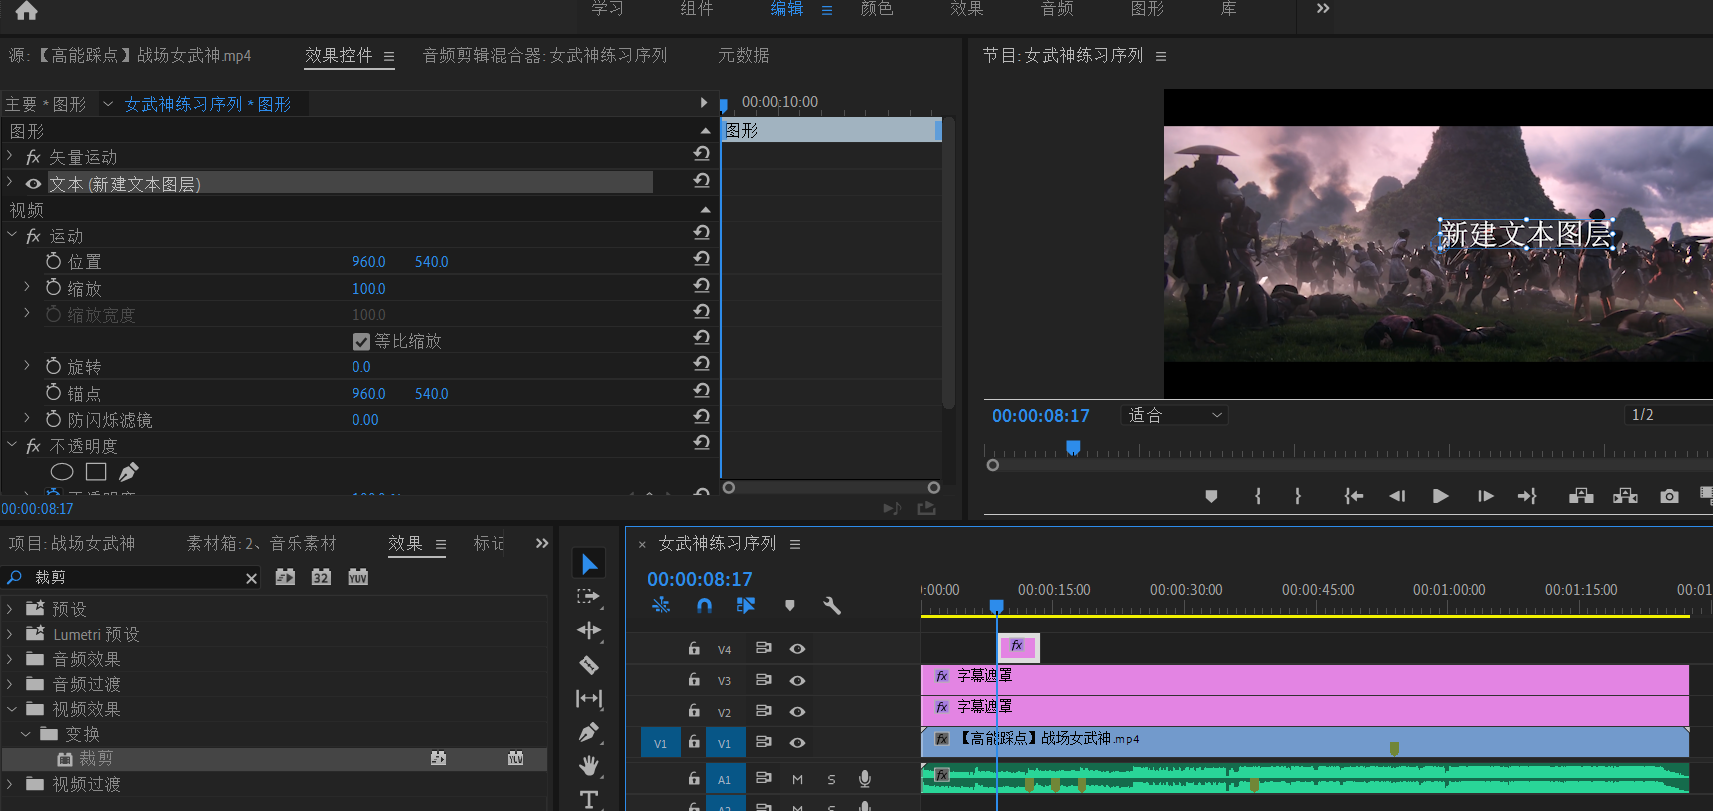 学习 组件 编辑 颜色 效果 音频 图形 库
源: 【高能踩点】战场女武神.mp4 效果控件 音频剪辑混合器: 女武神练习序列 元数据
主要 * 图形 女武神练习序列 * 图形
00:00:10:00
图形
图形
矢量运动
文本 (新建文本图层)
视频
运动
位置 960.0 540.0
缩放 100.0
缩放宽度 100.0
等比缩放
旋转 0.0
锚点 960.0 540.0
防闪烁滤镜 0.00
不透明度
不透明度 100.0 %
00:00:08:17
节目: 女武神练习序列
新建文本图层
00:00:08:17 适合 1/2
项目: 战场女武神 素材箱: 2、音乐素材 效果 标记
裁剪 32 YUV
预设
Lumetri 预设
音频效果
音频过渡
视频效果
变换
裁剪 YUV
视频过渡
× 女武神练习序列
00:00:08:17
:00:00 00:00:15:00 00:00:30:00 00:00:45:00 00:01:00:00 00:01:15:00 00:01
V4 fx
V3 fx 字幕遮罩
V2 fx 字幕遮罩
V1 V1 fx 【高能踩点】战场女武神.mp4
A1 M S fx
A2 M S